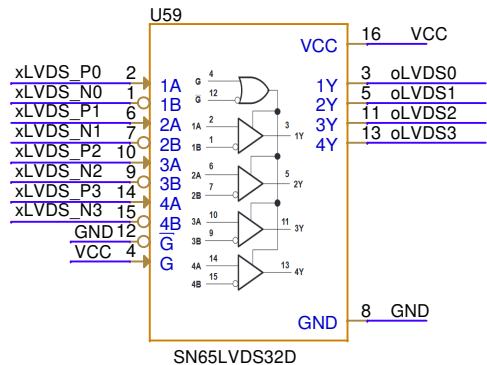 U59
VCC 16 VCC
xLVDS_P0 2 1A
xLVDS_N0 1 1B
xLVDS_P1 6 2A
xLVDS_N1 7 2B
xLVDS_P2 10 3A
xLVDS_N2 9 3B
xLVDS_P3 14 4A
xLVDS_N3 15 4B
GND 12 G
VCC 4 G
G 4
G 12
1A 2
1B 1
3 1Y
2A 6
2B 7
5 2Y
3A 10
3B 9
11 3Y
4A 14
4B 15
13 4Y
1Y 3 oLVDS0
2Y 5 oLVDS1
3Y 11 oLVDS2
4Y 13 oLVDS3
GND 8 GND
SN65LVDS32D